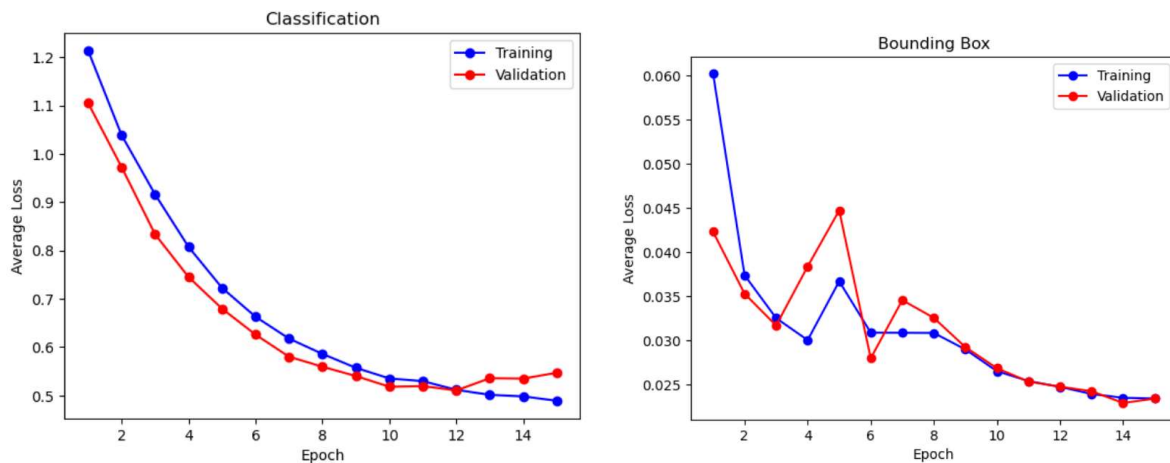 Classification
1.2
1.1
1.0
0.9
0.8
0.7
0.6
0.5
Average Loss
2 4 6 8 10 12 14
Epoch
Training
Validation
Bounding Box
0.060
0.055
0.050
0.045
0.040
0.035
0.030
0.025
Average Loss
2 4 6 8 10 12 14
Epoch
Training
Validation